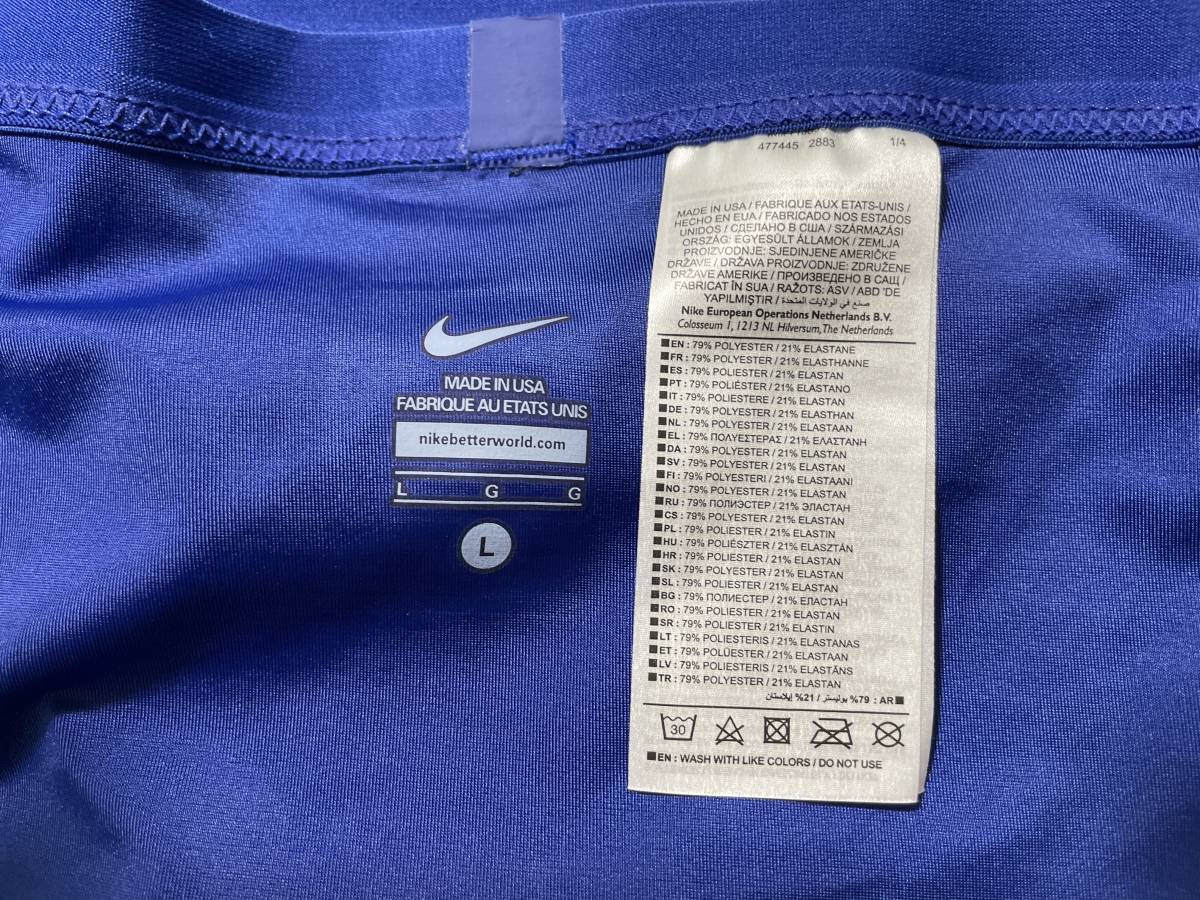 MADE IN USA
FABRIQUE AU ETATS UNIS
nikebetterworld.com
L G G
L
477445 2883 1/4
MADE IN USA / FABRIQUE AUX ETATS-UNIS /
HECHO EN EUA / FABRICADO NOS ESTADOS
UNIDOS / СДЕЛАНО В США / SZÁRMAZÁSI
ORSZÁG: EGYESÜLT ÁLLAMOK / ZEMLJA
PROIZVODNJE: SJEDINJENE AMERIČKE
DRŽAVE / DRŽAVA PROIZVODNJE: ZDRUŽENE
DRŽAVE AMERIKE / ПРОИЗВЕДЕНО В САЩ /
FABRICAT ÎN SUA / RAŽOTS: ASV / ABD 'DE
YAPILMIŞTIR / صنع في الولايات المتحدة
Nike European Operations Netherlands B.V.
Colosseum 1, 1213 NL Hilversum, The Netherlands
EN : 79% POLYESTER / 21% ELASTANE
FR : 79% POLYESTER / 21% ELASTHANNE
ES : 79% POLIESTER / 21% ELASTAN
PT : 79% POLIÉSTER / 21% ELASTANO
IT : 79% POLIESTERE / 21% ELASTAN
DE : 79% POLYESTER / 21% ELASTHAN
NL : 79% POLYESTER / 21% ELASTAAN
EL : 79% ΠΟΛΥΕΣΤΕΡΑΣ / 21% ΕΛΑΣΤΑΝΗ
DA : 79% POLYESTER / 21% ELASTAN
SV : 79% POLYESTER / 21% ELASTAN
FI : 79% POLYESTERI / 21% ELASTAANI
NO : 79% POLYESTER / 21% ELASTAN
RU : 79% ПОЛИЭСТЕР / 21% ЭЛАСТАН
CS : 79% POLYESTER / 21% ELASTAN
PL : 79% POLIESTER / 21% ELASTIN
HU : 79% POLIÉSZTER / 21% ELASZTÁN
HR : 79% POLIESTER / 21% ELASTAN
SK : 79% POLYESTER / 21% ELASTAN
SL : 79% POLIESTER / 21% ELASTAN
BG : 79% ПОЛИЕСТЕР / 21% ЕЛАСТАН
RO : 79% POLIESTER / 21% ELASTAN
SR : 79% POLIESTER / 21% ELASTIN
LT : 79% POLIESTERIS / 21% ELASTANAS
ET : 79% POLÜESTER / 21% ELASTAAN
LV : 79% POLIESTERIS / 21% ELASTĀNS
TR : 79% POLYESTER / 21% ELASTAN
AR : 79% بوليستر / 21% إيلاستان
30
EN : WASH WITH LIKE COLORS / DO NOT USE